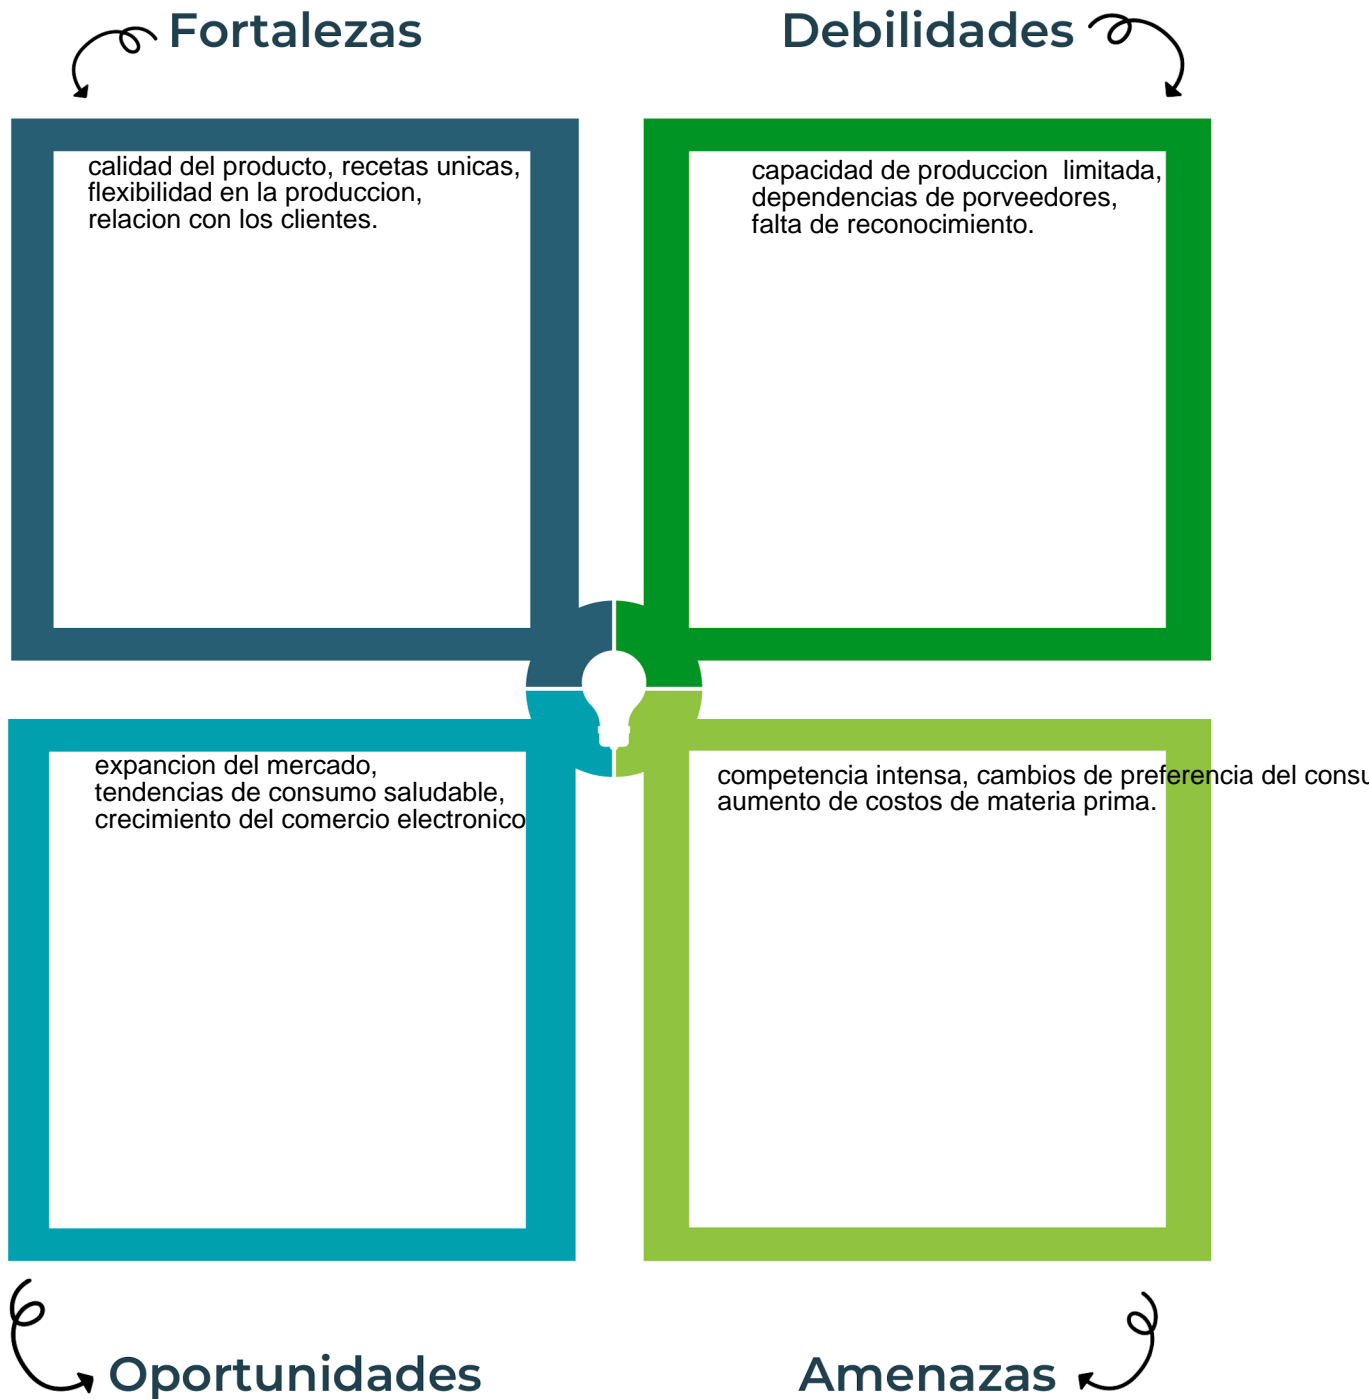 Fortalezas
calidad del producto, recetas unicas,
flexibilidad en la produccion,
relacion con los clientes.
Debilidades
capacidad de produccion  limitada,
dependencias de porveedores,
falta de reconocimiento.
expancion del mercado,
tendencias de consumo saludable,
crecimiento del comercio electronico
Oportunidades
competencia intensa, cambios de preferencia del
aumento de costos de materia prima.
Amenazas